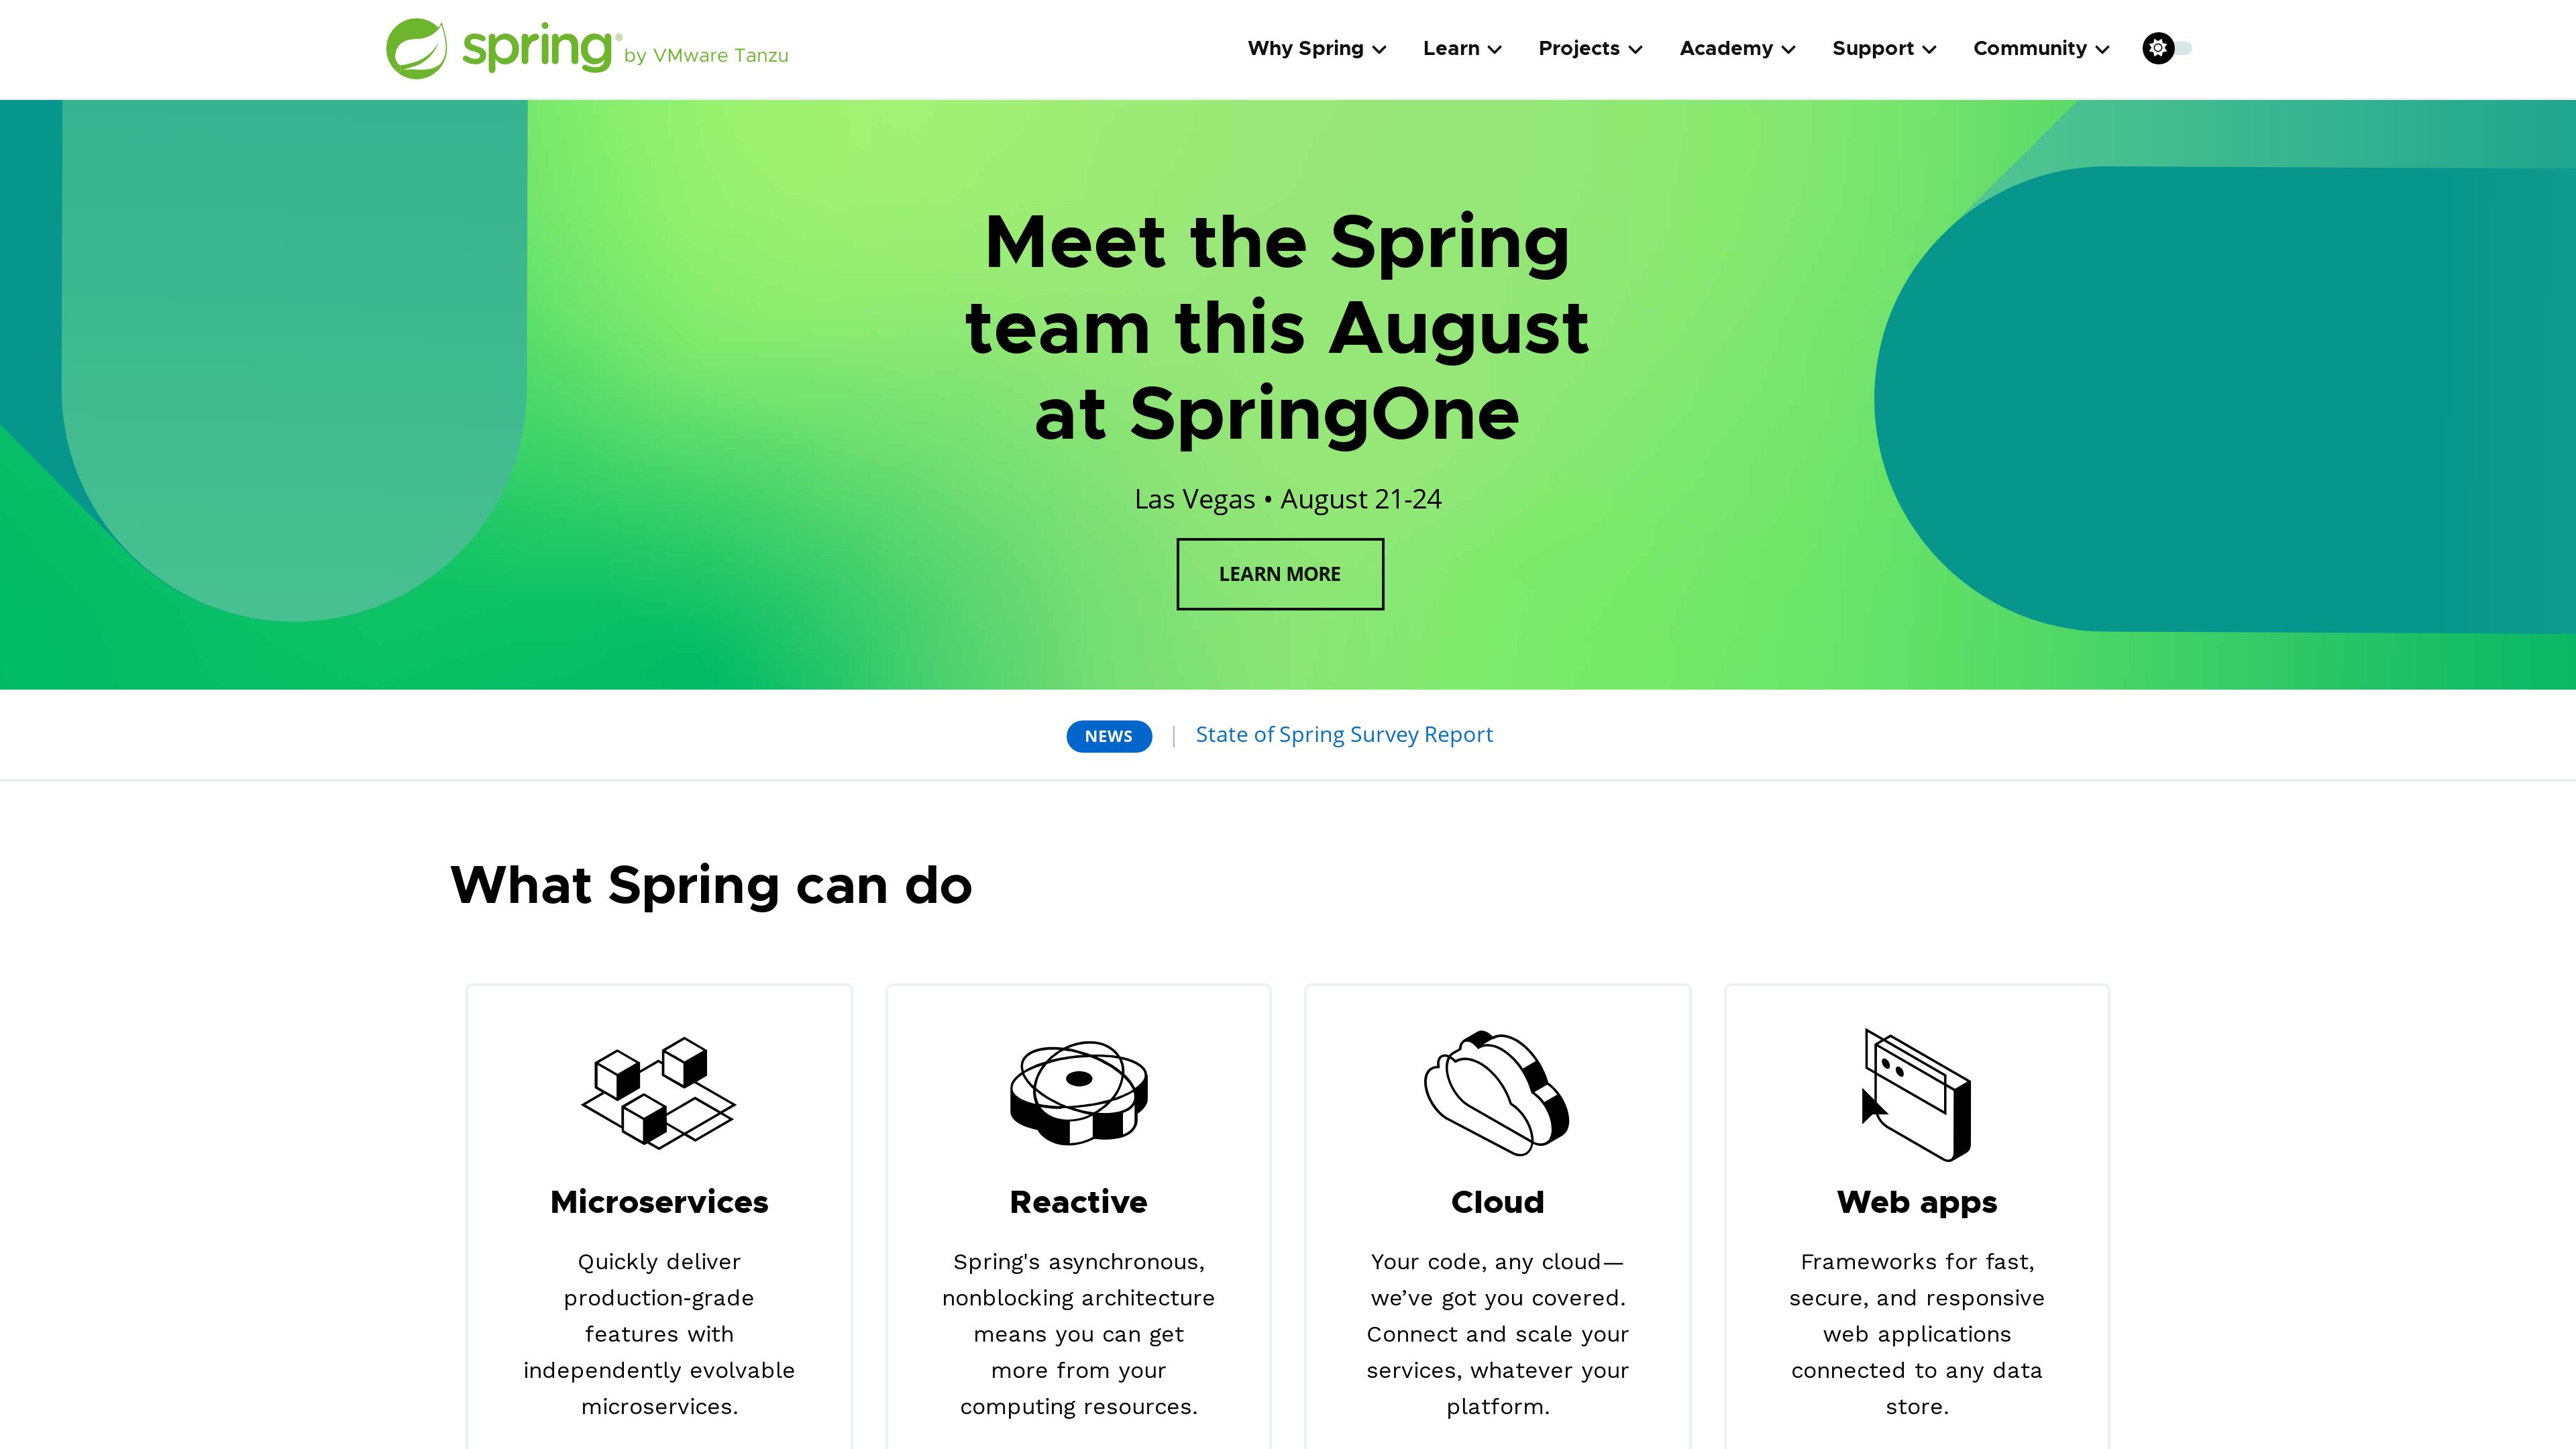 spring® by VMware Tanzu
Why Spring
Learn
Projects
Academy
Support
Community
Meet the Spring
team this August
at SpringOne
Las Vegas • August 21-24
LEARN MORE
NEWS | State of Spring Survey Report
What Spring can do
Microservices
Quickly deliver
production-grade
features with
independently evolvable
microservices.
Reactive
Spring's asynchronous,
nonblocking architecture
means you can get
more from your
computing resources.
Cloud
Your code, any cloud—
we’ve got you covered.
Connect and scale your
services, whatever your
platform.
Web apps
Frameworks for fast,
secure, and responsive
web applications
connected to any data
store.